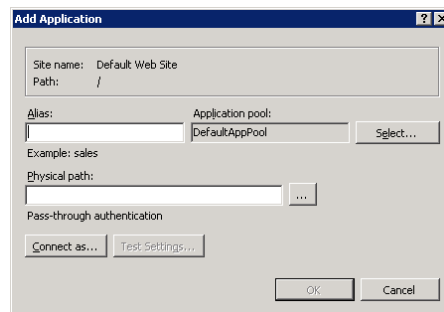 Add Application
Site name: Default Web Site
Path: /
Alias: Application pool:
DefaultAppPool Select...
Example: sales
Physical path:
...
Pass-through authentication
Connect as... Test Settings...
OK Cancel